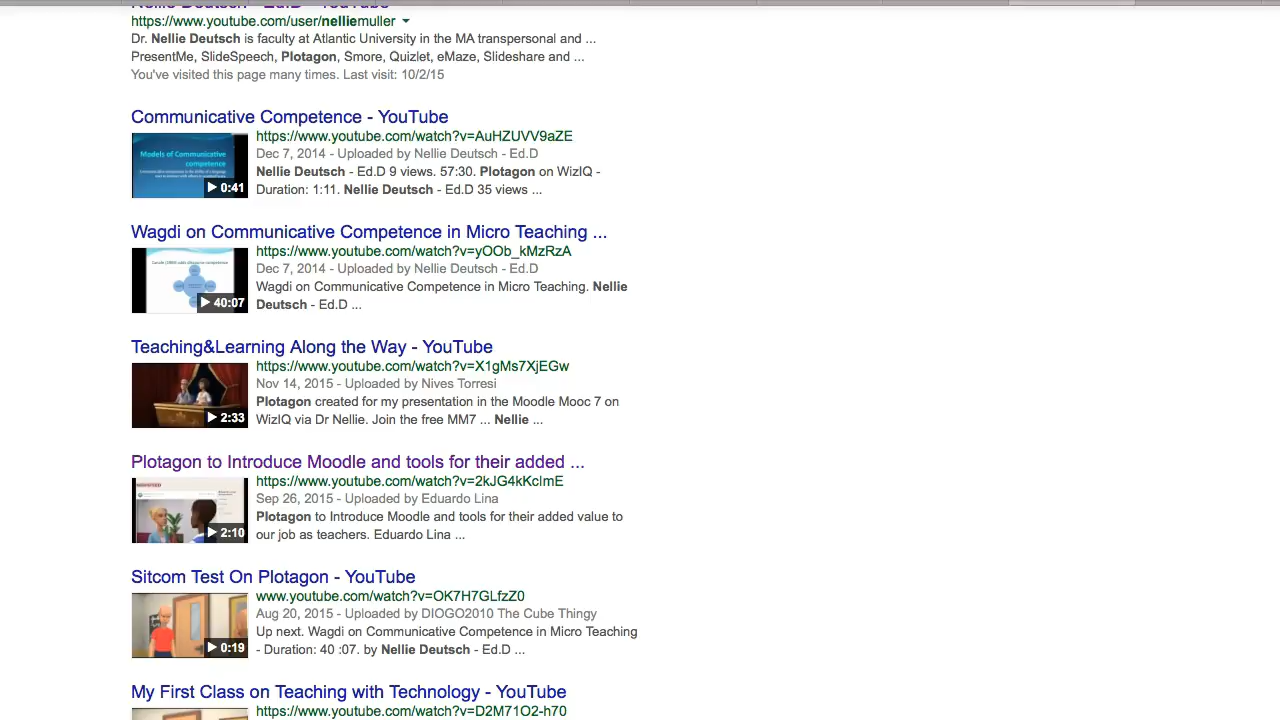 Nellie Deutsch - Ed.D - YouTube
https://www.youtube.com/user/nelliemuller
Dr. Nellie Deutsch is faculty at Atlantic University in the MA transpersonal and ...
PresentMe, SlideSpeech, Plotagon, Smore, Quizlet, eMaze, Slideshare and ...
You've visited this page many times. Last visit: 10/2/15
Communicative Competence - YouTube
Models of Communicative
competence
0:41
https://www.youtube.com/watch?v=AuHZUVV9aZE
Dec 7, 2014 - Uploaded by Nellie Deutsch - Ed.D
Nellie Deutsch - Ed.D 9 views. 57:30. Plotagon on WizIQ -
Duration: 1:11. Nellie Deutsch - Ed.D 35 views ...
Wagdi on Communicative Competence in Micro Teaching ...
40:07
https://www.youtube.com/watch?v=yOOb_kMzRzA
Dec 7, 2014 - Uploaded by Nellie Deutsch - Ed.D
Wagdi on Communicative Competence in Micro Teaching. Nellie
Deutsch - Ed.D ...
Teaching&Learning Along the Way - YouTube
2:33
https://www.youtube.com/watch?v=X1gMs7XjEGw
Nov 14, 2015 - Uploaded by Nives Torresi
Plotagon created for my presentation in the Moodle Mooc 7 on
WizIQ via Dr Nellie. Join the free MM7 ... Nellie ...
Plotagon to Introduce Moodle and tools for their added ...
2:10
https://www.youtube.com/watch?v=2kJG4kKcImE
Sep 26, 2015 - Uploaded by Eduardo Lina
Plotagon to Introduce Moodle and tools for their added value to
our job as teachers. Eduardo Lina ...
Sitcom Test On Plotagon - YouTube
0:19
www.youtube.com/watch?v=OK7H7GLfzZ0
Aug 20, 2015 - Uploaded by DIOGO2010 The Cube Thingy
Up next. Wagdi on Communicative Competence in Micro Teaching
- Duration: 40 :07. by Nellie Deutsch - Ed.D ...
My First Class on Teaching with Technology - YouTube
https://www.youtube.com/watch?v=D2M71O2-h70